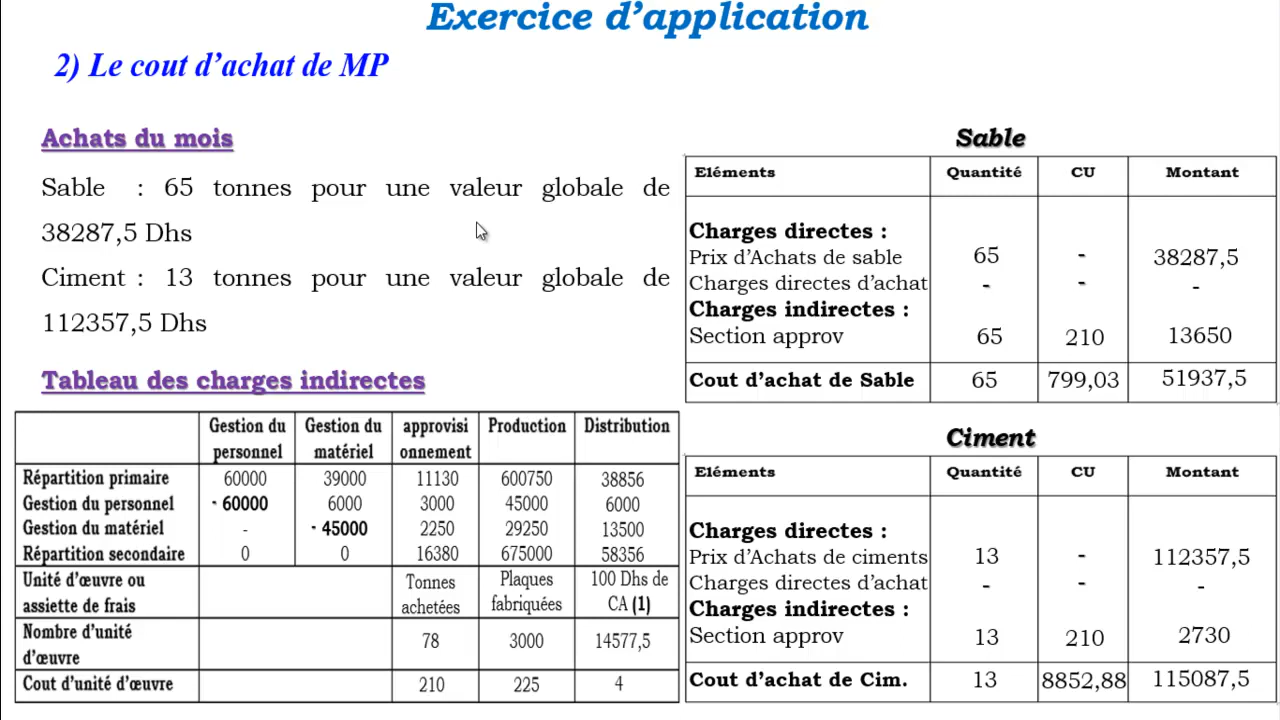 Exercice d’application
2) Le cout d’achat de MP
Achats du mois
Sable : 65 tonnes pour une valeur globale de
38287,5 Dhs
Ciment : 13 tonnes pour une valeur globale de
112357,5 Dhs
Tableau des charges indirectes
Gestion du personnel Gestion du matériel approvisi onnement Production Distribution
Répartition primaire 60000 39000 11130 600750 38856
Gestion du personnel - 60000 6000 3000 45000 6000
Gestion du matériel - - 45000 2250 29250 13500
Répartition secondaire 0 0 16380 675000 58356
Unité d’œuvre ou assiette de frais Tonnes achetées Plaques fabriquées 100 Dhs de CA (1)
Nombre d’unité d’œuvre 78 3000 14577,5
Cout d’unité d’œuvre 210 225 4
Sable
Eléments Quantité CU Montant
Charges directes :
Prix d’Achats de sable 65 - 38287,5
Charges directes d’achat - - -
Charges indirectes :
Section approv 65 210 13650
Cout d’achat de Sable 65 799,03 51937,5
Ciment
Eléments Quantité CU Montant
Charges directes :
Prix d’Achats de ciments 13 - 112357,5
Charges directes d’achat - - -
Charges indirectes :
Section approv 13 210 2730
Cout d’achat de Cim. 13 8852,88 115087,5